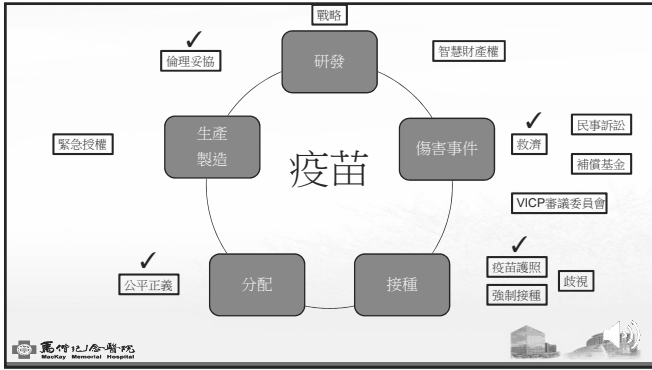 戰略
✓
倫理妥協
研發
智慧財產權
緊急授權
生產
製造
疫苗
傷害事件
✓
救濟
民事訴訟
補償基金
VICP審議委員會
✓
公平正義
分配
接種
✓
疫苗護照
強制接種
歧視
馬偕紀念醫院
MacKay Memorial Hospital